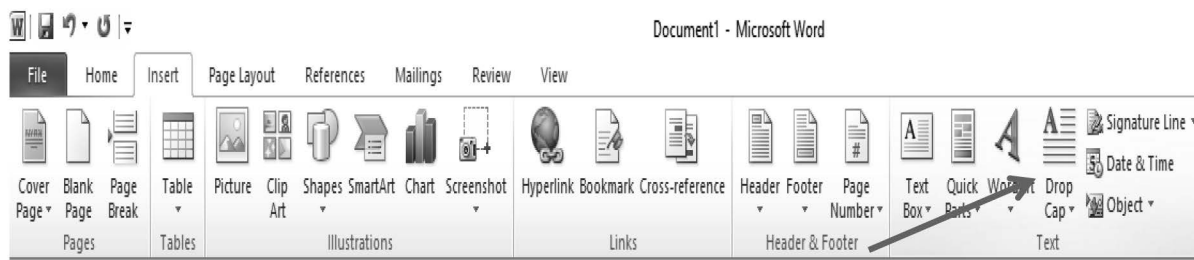 W
Document1 - Microsoft Word
File Home Insert Page Layout References Mailings Review View
Cover Page Blank Page Page Break Table Picture Clip Art Shapes SmartArt Chart Screenshot Hyperlink Bookmark Cross-reference Header Footer Page Number # Text Box A Quick Parts WordArt A Drop Cap A Signature Line
5 Date & Time
Object
Pages Tables Illustrations Links Header & Footer Text